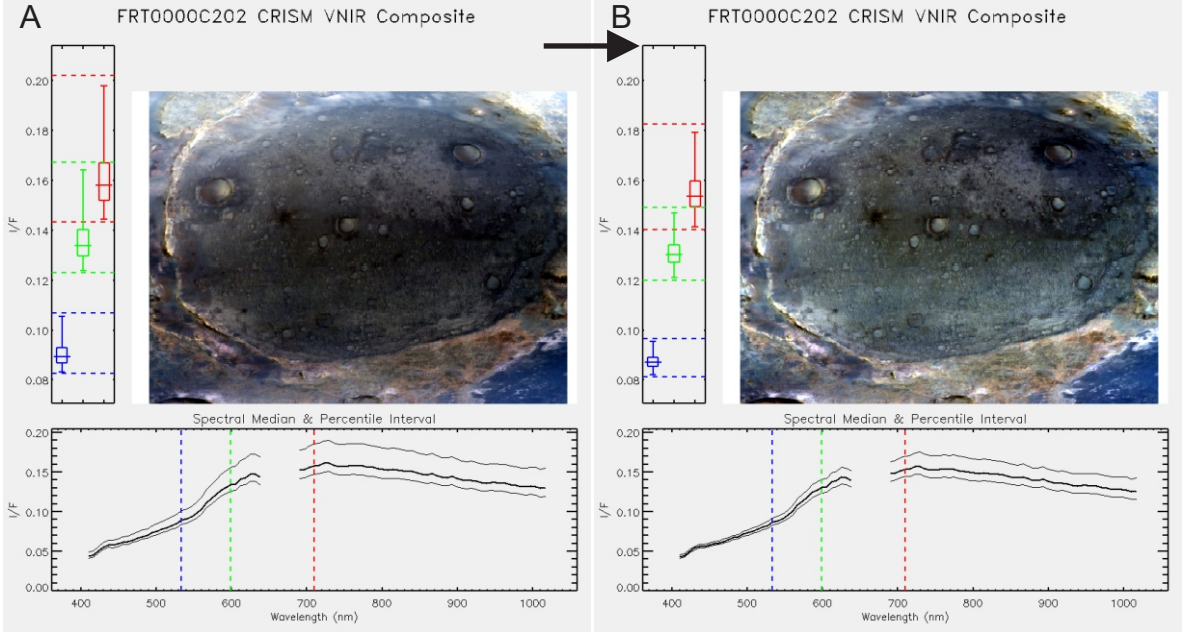 A
FRT0000C202 CRISM VNIR Composite
I/F
0.20
0.18
0.16
0.14
0.12
0.10
0.08
Spectral Median & Percentile Interval
I/F
0.20
0.15
0.10
0.05
0.00
400 500 600 700 800 900 1000
Wavelength (nm)
B
FRT0000C202 CRISM VNIR Composite
I/F
0.20
0.18
0.16
0.14
0.12
0.10
0.08
Spectral Median & Percentile Interval
I/F
0.20
0.15
0.10
0.05
0.00
400 500 600 700 800 900 1000
Wavelength (nm)